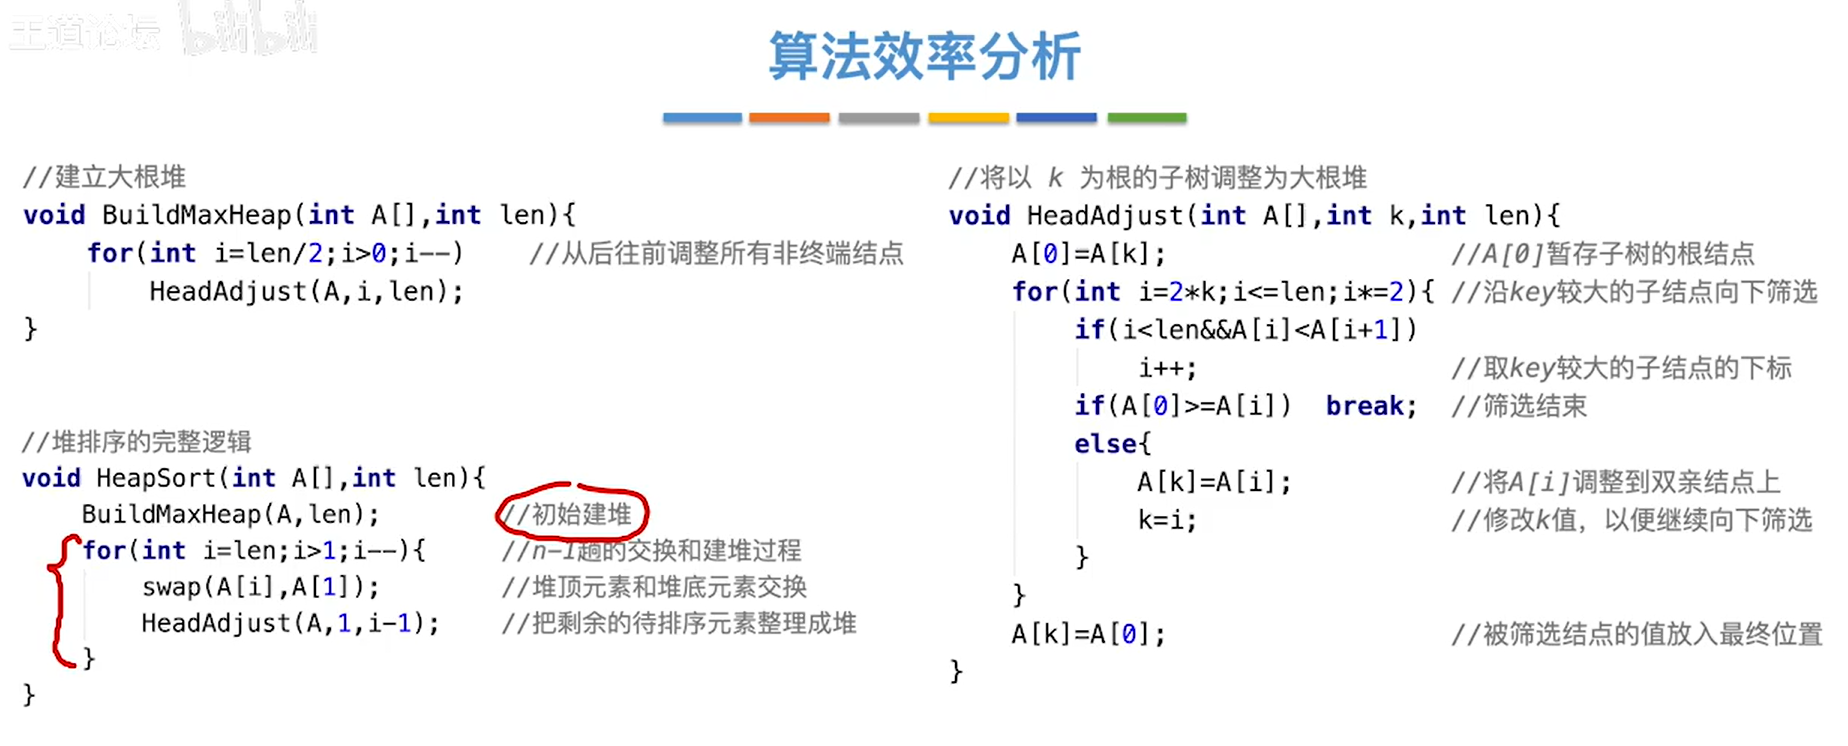 王道论坛 bilibili
算法效率分析
//建立大根堆
void BuildMaxHeap(int A[],int len){
for(int i=len/2;i>0;i--) //从后往前调整所有非终端结点
HeadAdjust(A,i,len);
}
//堆排序的完整逻辑
void HeapSort(int A[],int len){
BuildMaxHeap(A,len); //初始建堆
for(int i=len;i>1;i--){ //n-1趟的交换和建堆过程
swap(A[i],A[1]); //堆顶元素和堆底元素交换
HeadAdjust(A,1,i-1); //把剩余的待排序元素整理成堆
}
}
//将以 k 为根的子树调整为大根堆
void HeadAdjust(int A[],int k,int len){
A[0]=A[k]; //A[0]暂存子树的根结点
for(int i=2*k;i<=len;i*=2){ //沿key较大的子结点向下筛选
if(i<len&&A[i]<A[i+1])
i++; //取key较大的子结点的下标
if(A[0]>=A[i]) break; //筛选结束
else{
A[k]=A[i]; //将A[i]调整到双亲结点上
k=i; //修改k值，以便继续向下筛选
}
}
A[k]=A[0]; //被筛选结点的值放入最终位置
}